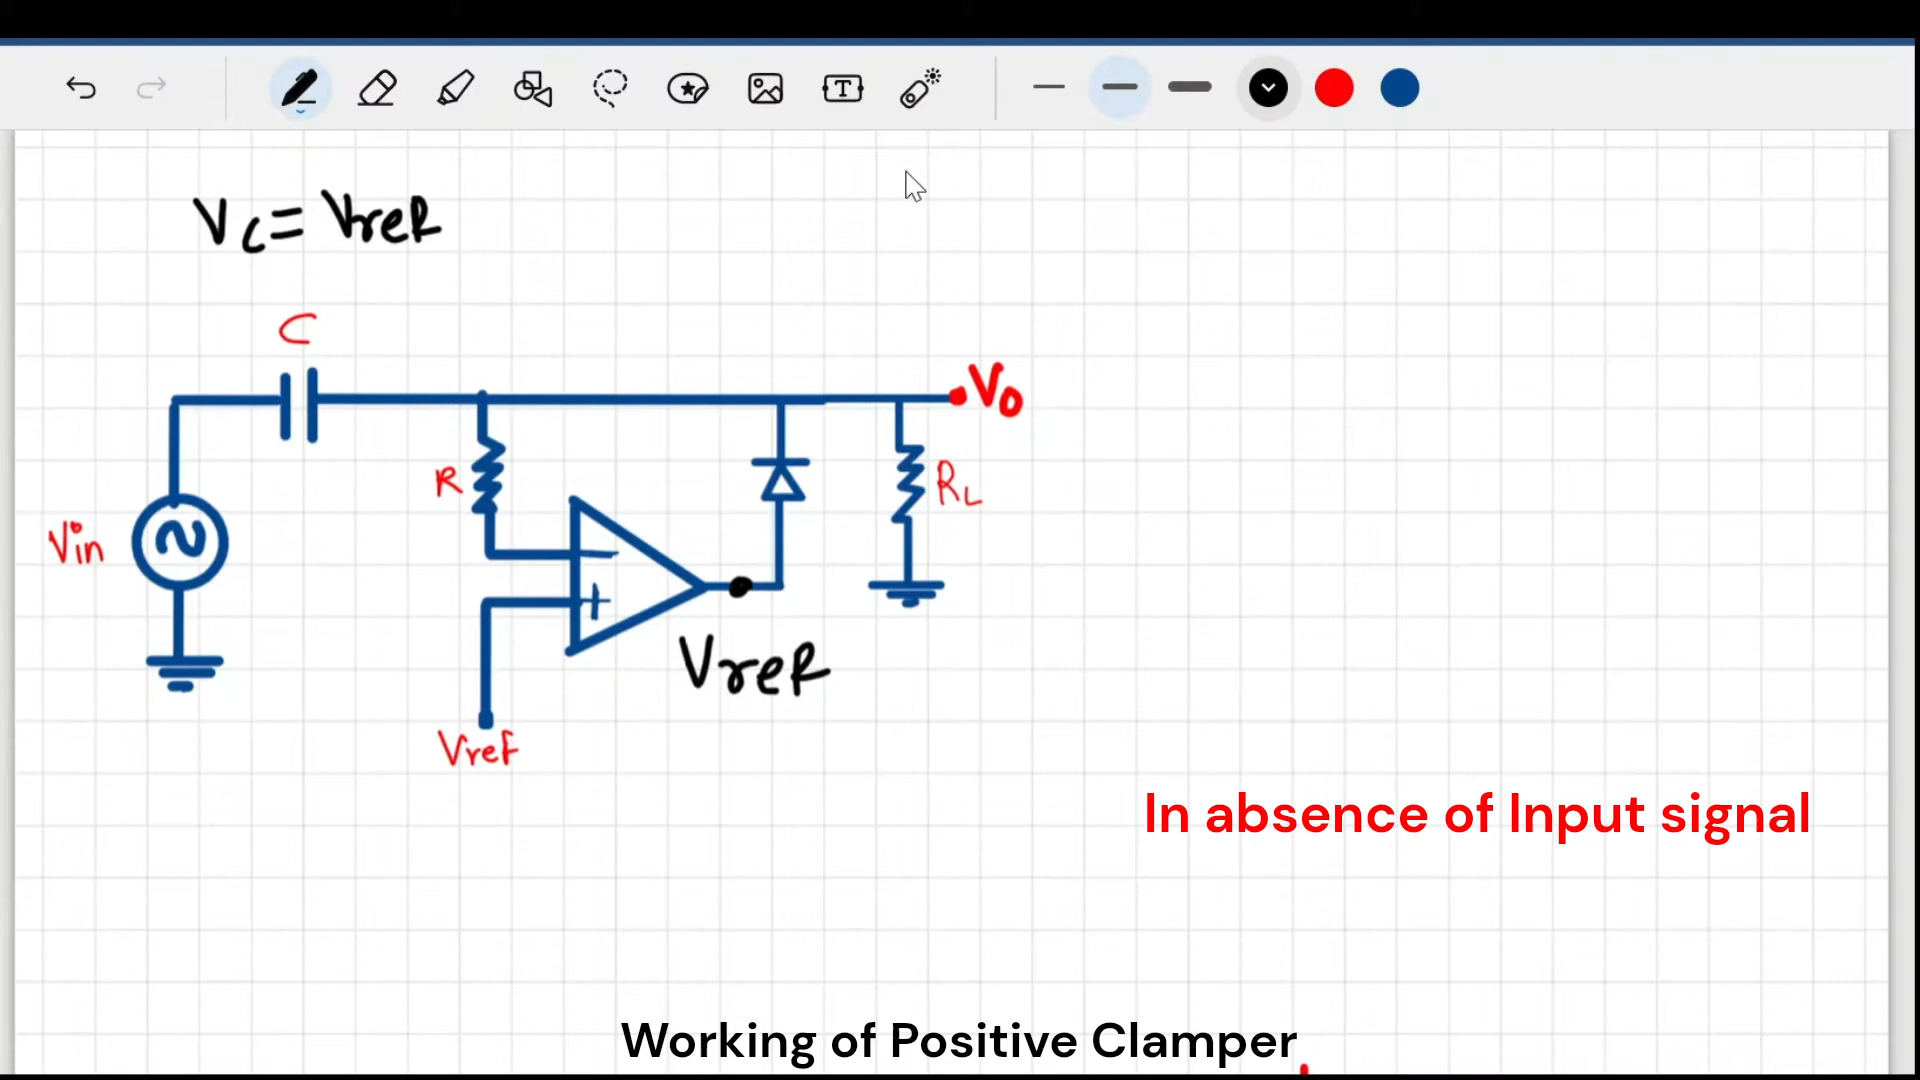 Vc = Vref
C
Vo
R
RL
Vin
−
+
Vref
Vref
In absence of Input signal
Working of Positive Clamper